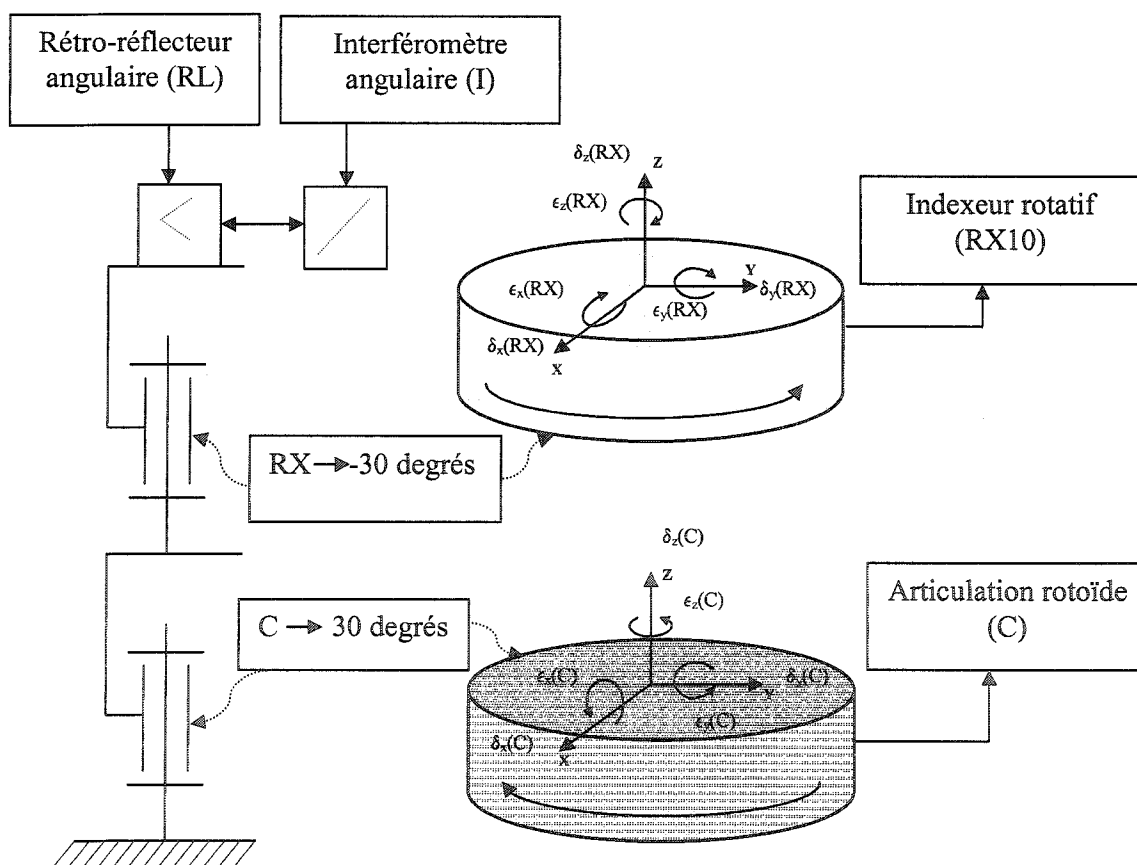 Rétro-réflecteur
angulaire (RL)
Interféromètre
angulaire (I)
δz(RX)
z
εz(RX)
Indexeur rotatif
(RX10)
εx(RX)
Y
δy(RX)
εy(RX)
δx(RX)
x
RX → -30 degrés
δz(C)
z
εz(C)
Articulation rotoïde
(C)
C → 30 degrés
εx(C)
Y
δx(C)
X